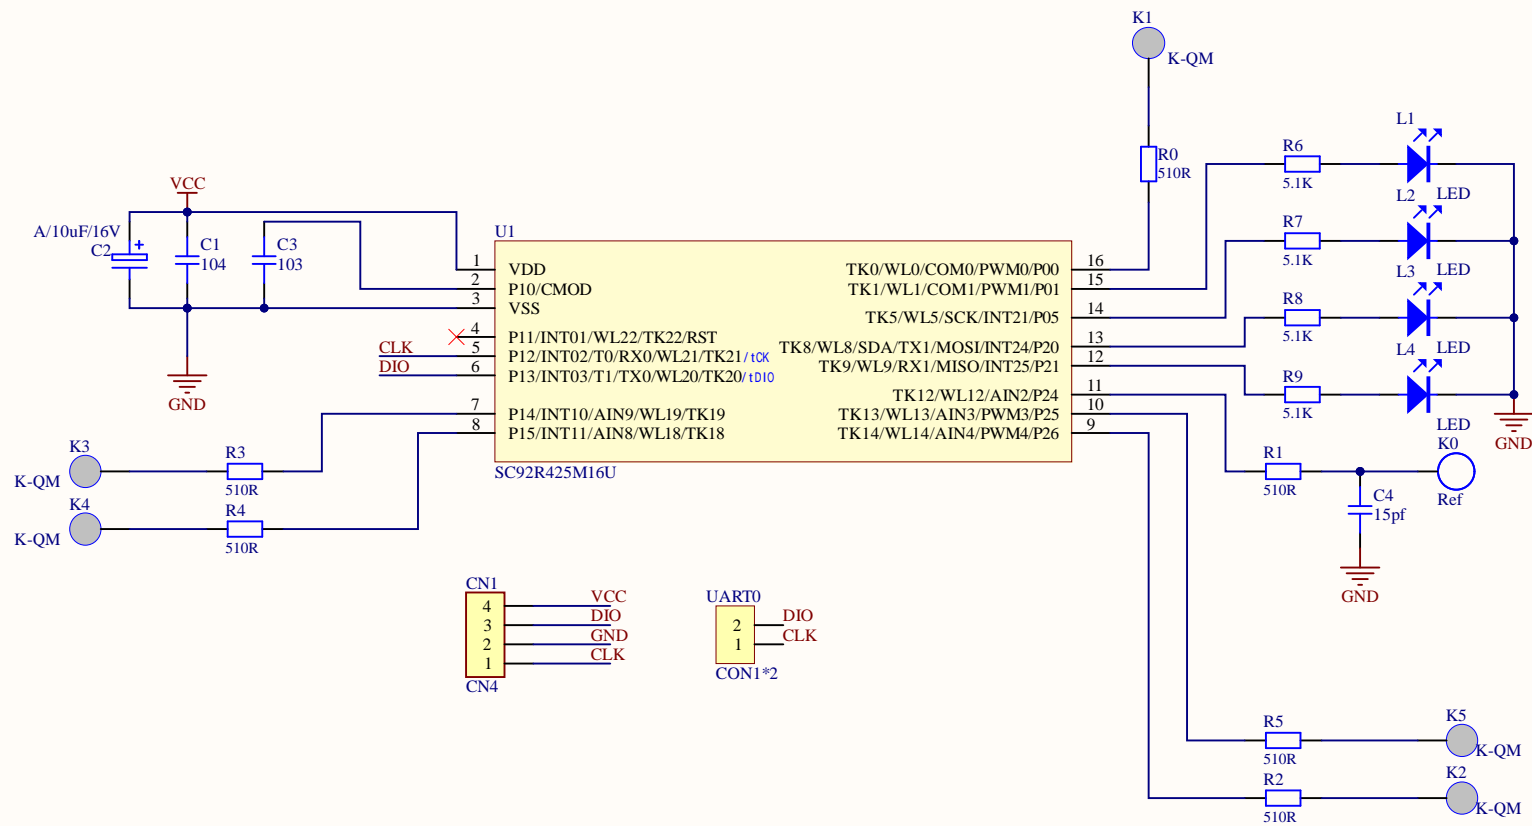 K1
K-QM
R0
510R
L1
R6
5.1K
LED
L2
R7
5.1K
LED
L3
R8
5.1K
LED
L4
R9
5.1K
LED
GND
VCC
A/10uF/16V
C2
+
C1
104
C3
103
GND
U1
1 VDD
2 P10/CMOD
3 VSS
4 P11/INT01/WL22/TK22/RST
CLK 5 P12/INT02/T0/RX0/WL21/TK21/tCK
DIO 6 P13/INT03/T1/TX0/WL20/TK20/tDIO
7 P14/INT10/AIN9/WL19/TK19
8 P15/INT11/AIN8/WL18/TK18
TK0/WL0/COM0/PWM0/P00 16
TK1/WL1/COM1/PWM1/P01 15
TK5/WL5/SCK/INT21/P05 14
TK8/WL8/SDA/TX1/MOSI/INT24/P20 13
TK9/WL9/RX1/MISO/INT25/P21 12
TK12/WL12/AIN2/P24 11
TK13/WL13/AIN3/PWM3/P25 10
TK14/WL14/AIN4/PWM4/P26 9
SC92R425M16U
K3
K-QM
R3
510R
K4
K-QM
R4
510R
R1
510R
C4
15pf
GND
K0
Ref
CN1
4 VCC
3 DIO
2 GND
1 CLK
CN4
UART0
2 DIO
1 CLK
CON1*2
R5
510R
K5
K-QM
R2
510R
K2
K-QM